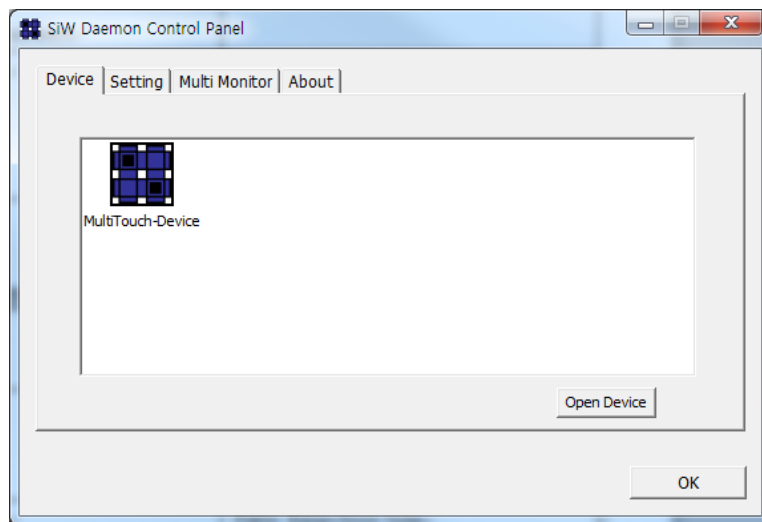 SiW Daemon Control Panel
Device Setting Multi Monitor About
MultiTouch-Device
Open Device
OK